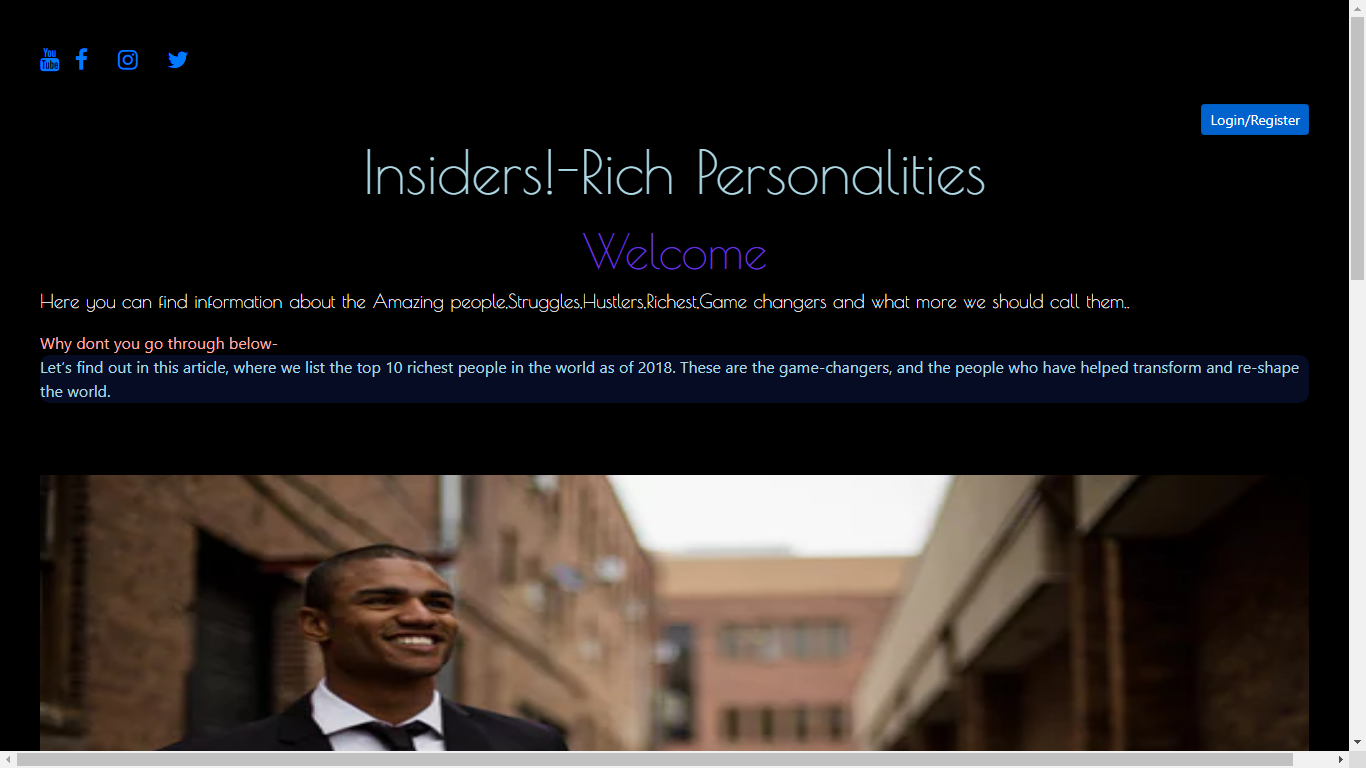 You
Tube
Login/Register
Insiders!-Rich Personalities
Welcome
Here you can find information about the Amazing people,Struggles,Hustlers,Richest,Game changers and what more we should call them..
Why dont you go through below-
Let's find out in this article, where we list the top 10 richest people in the world as of 2018. These are the game-changers, and the people who have helped transform and re-shape
the world.